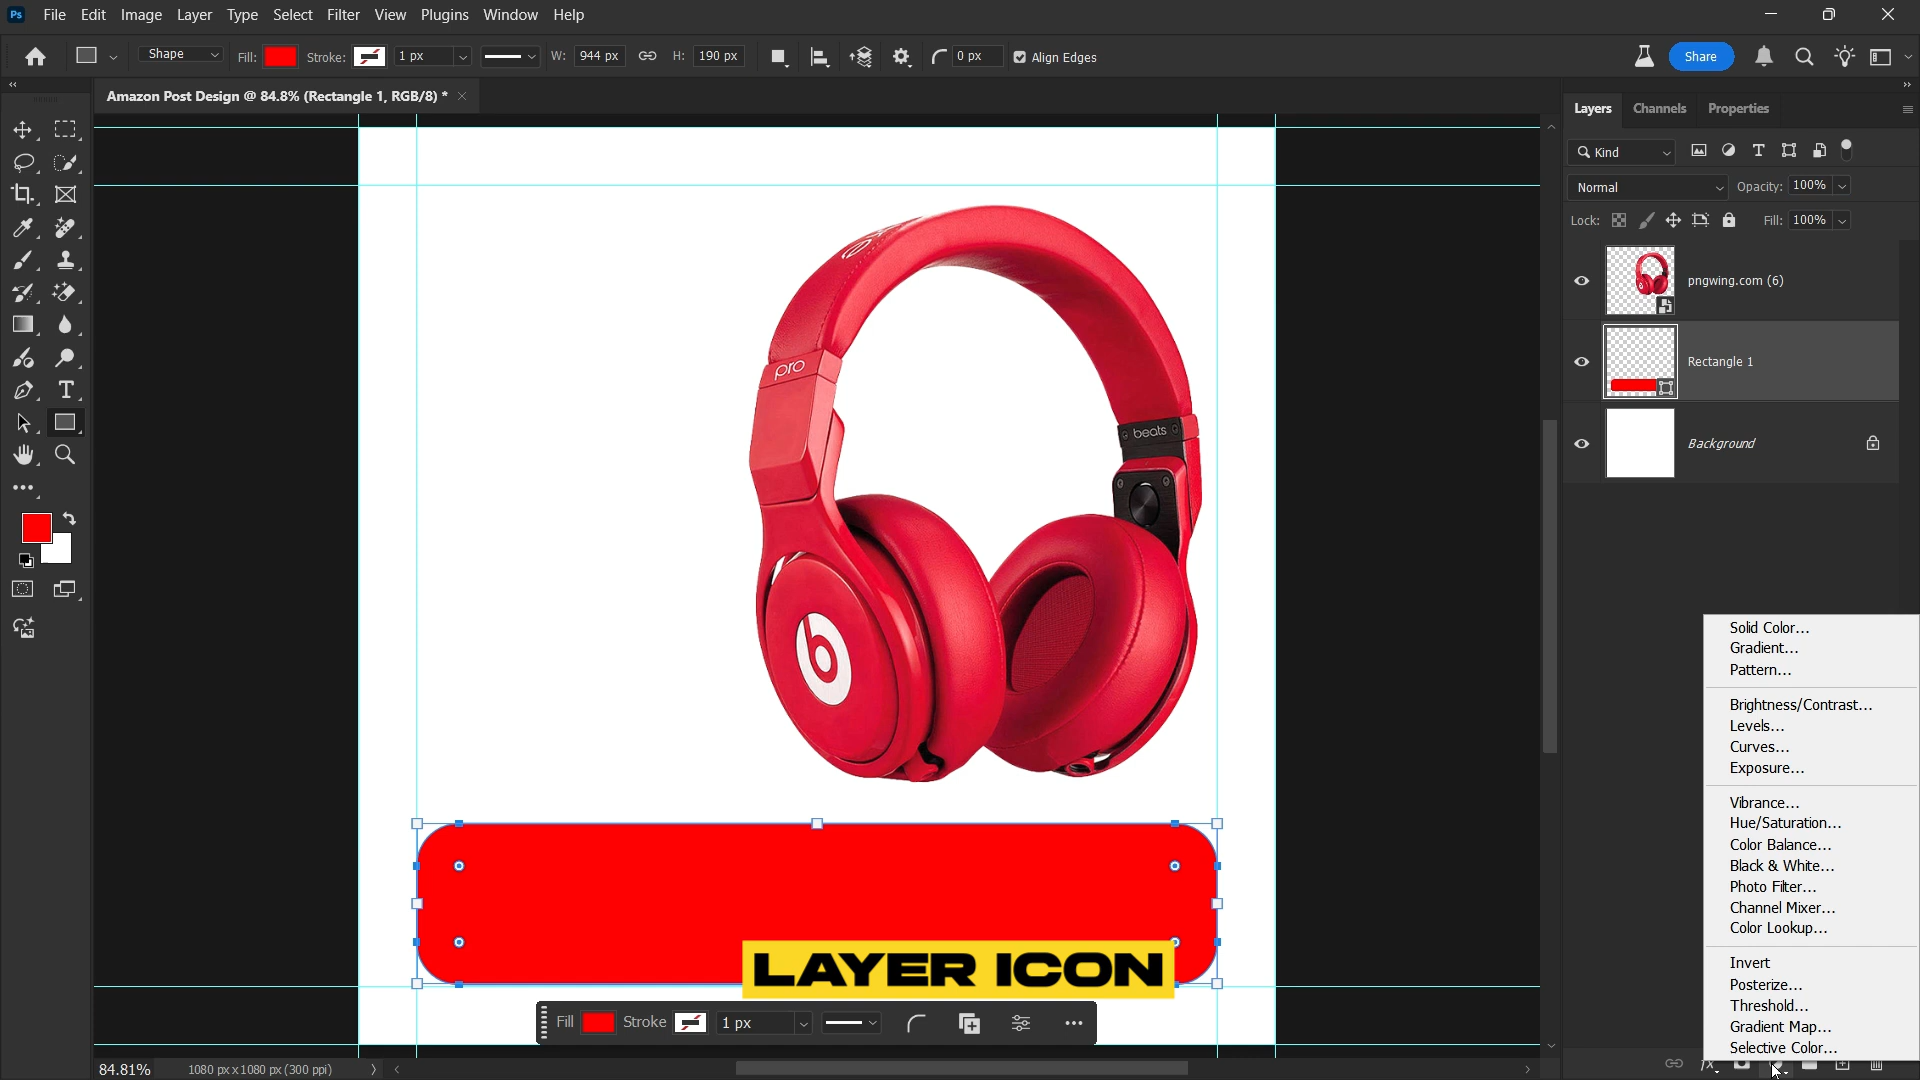 Ps File Edit Image Layer Type Select Filter View Plugins Window Help
Shape Fill: Stroke: 1 px W: 944 px H: 190 px 0 px Align Edges Share
Amazon Post Design @ 84.8% (Rectangle 1, RGB/8) *
Layers Channels Properties
Kind
Normal Opacity: 100%
Lock: Fill: 100%
pngwing.com (6)
Rectangle 1
Background
pro
beats
b
Solid Color...
Gradient...
Pattern...
Brightness/Contrast...
Levels...
Curves...
Exposure...
Vibrance...
Hue/Saturation...
Color Balance...
Black & White...
Photo Filter...
Channel Mixer...
Color Lookup...
Invert
Posterize...
Threshold...
Gradient Map...
Selective Color...
LAYER ICON
Fill Stroke 1 px
84.81% 1080 px x 1080 px (300 ppi)
fx